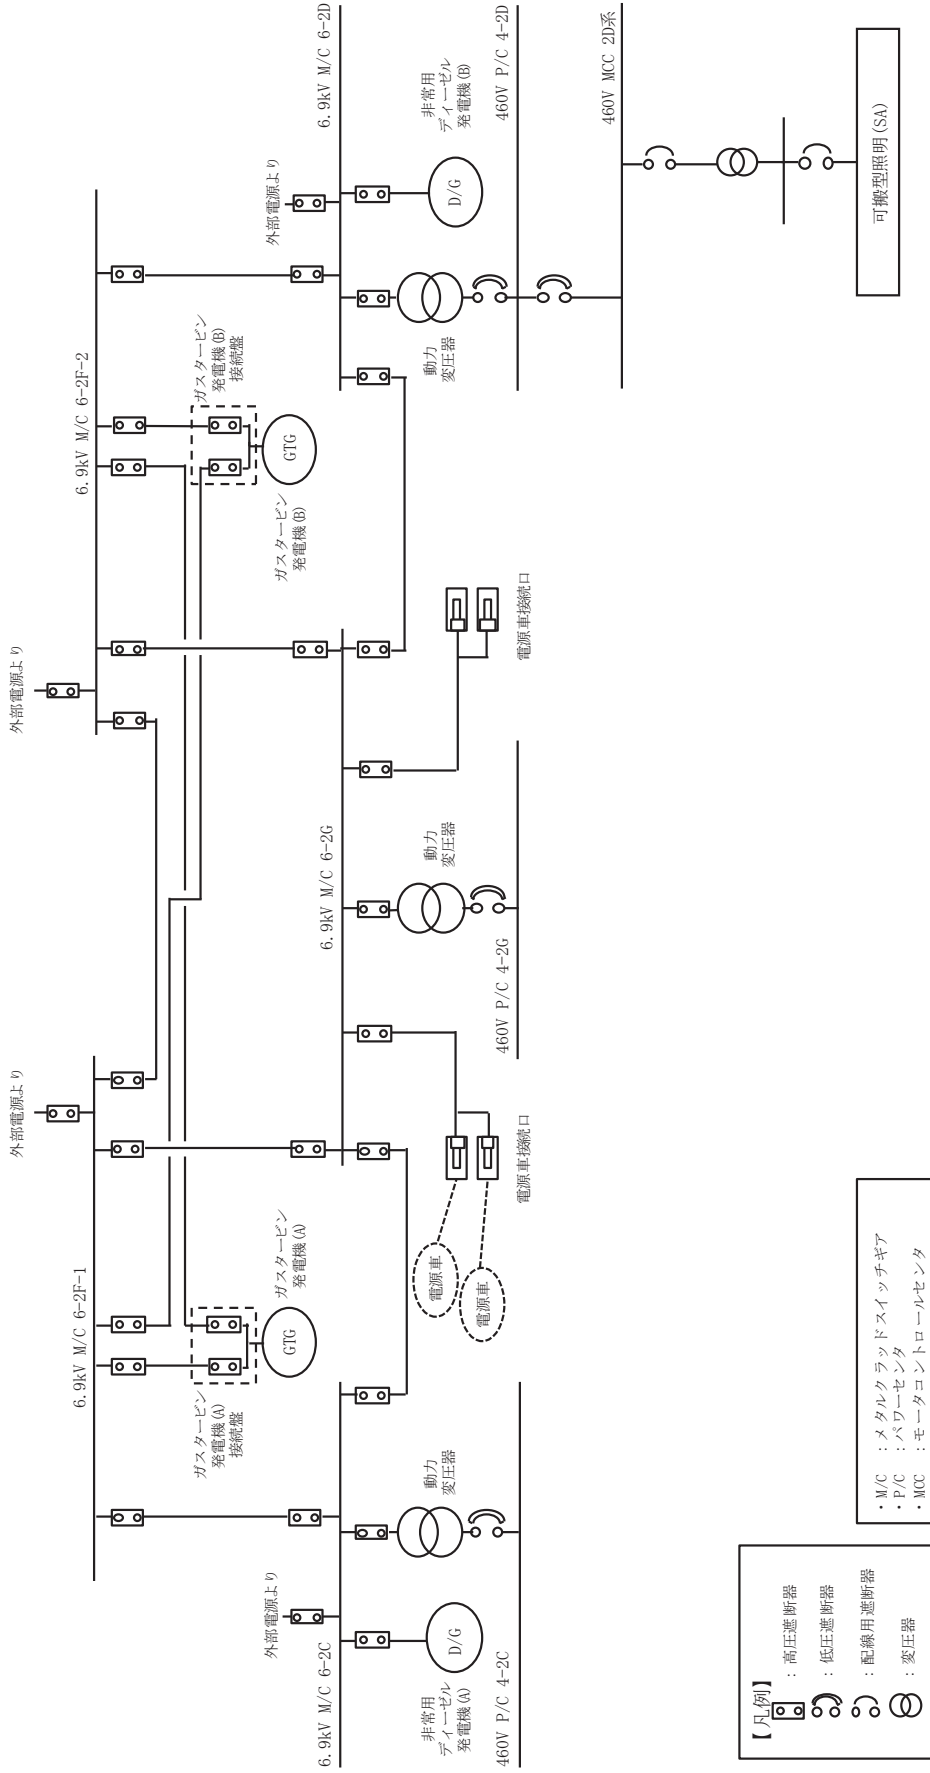 外部電源より
外部電源より
6.9kV M/C 6-2F-1
6.9kV M/C 6-2F-2
ガスタービン
発電機(A)
接続盤
GTG
ガスタービン
発電機(A)
ガスタービン
発電機(B)
GTG
ガスタービン
発電機(B)
接続盤
外部電源より
外部電源より
6.9kV M/C 6-2C
6.9kV M/C 6-2G
6.9kV M/C 6-2D
非常用
ディーゼル
発電機(A)
D/G
動力
変圧器
電源車
電源車
動力
変圧器
動力
変圧器
D/G
非常用
ディーゼル
発電機(B)
460V P/C 4-2C
電源車接続口
460V P/C 4-2G
電源車接続口
460V P/C 4-2D
460V MCC 2D系
可搬型照明(SA)
【凡例】
：高圧遮断器
：低圧遮断器
：配線用遮断器
：変圧器
・M/C ：メタルクラッドスイッチギア
・P/C ：パワーセンタ
・MCC ：モータコントロールセンタ